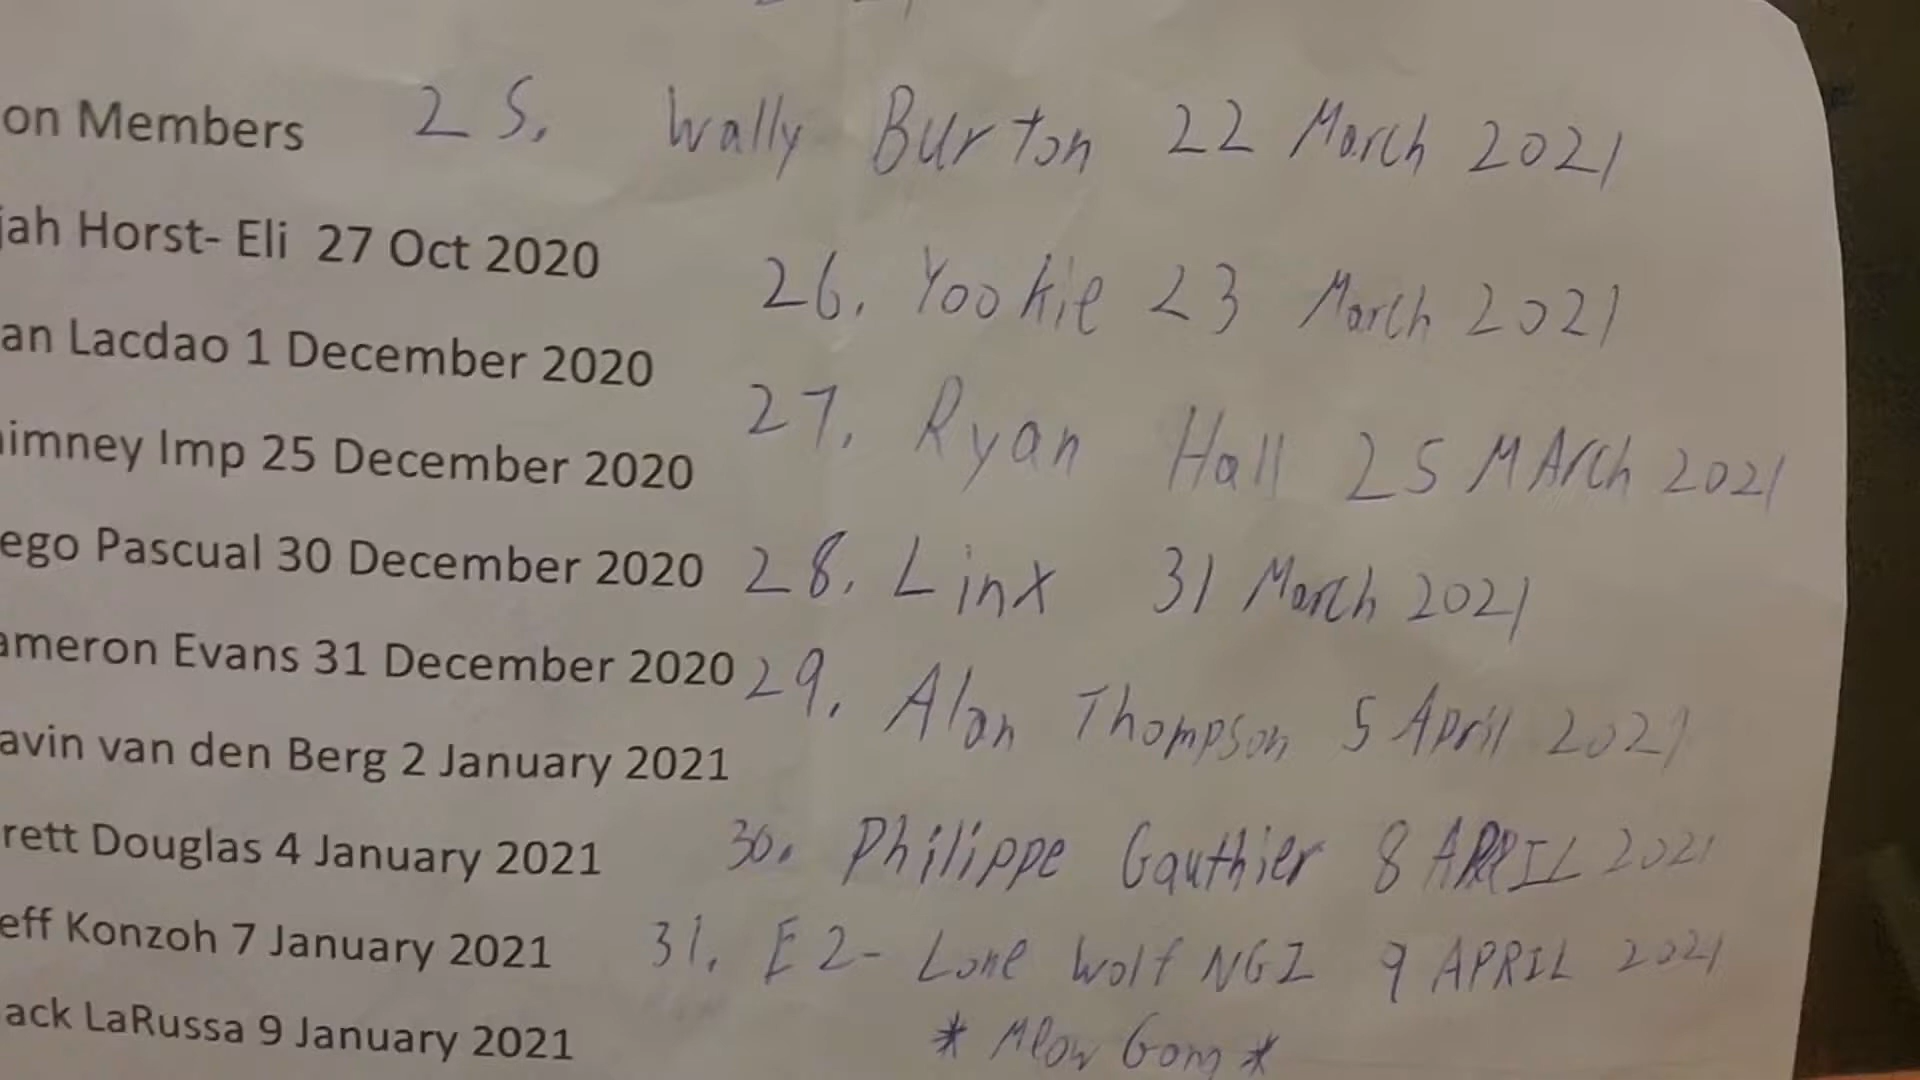 on Members 25. Wally Burton 22 March 2021
jah Horst- Eli 27 Oct 2020
26. Yookie 23 March 2021
an Lacdao 1 December 2020
27. Ryan Hall 25 MArch 2021
imney Imp 25 December 2020
ego Pascual 30 December 2020 28. Linx 31 March 2021
ameron Evans 31 December 2020 29. Alan Thompson 5 April 2021
avin van den Berg 2 January 2021
rett Douglas 4 January 2021 30. Philippe Gauthier 8 APRIL 2021
eff Konzoh 7 January 2021 31. E2- Lone Wolf NGZ 9 APRIL 2021
ack LaRussa 9 January 2021 * Meow Gang *